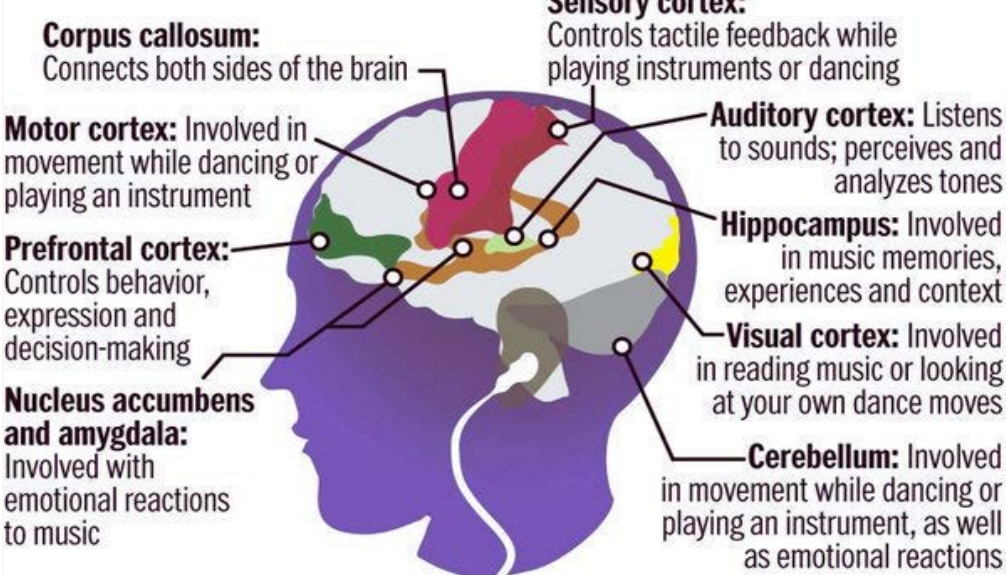 Corpus callosum:
Connects both sides of the brain
Motor cortex: Involved in
movement while dancing or
playing an instrument
Prefrontal cortex:
Controls behavior,
expression and
decision-making
Nucleus accumbens
and amygdala:
Involved with
emotional reactions
to music
Sensory cortex:
Controls tactile feedback while
playing instruments or dancing
Auditory cortex: Listens
to sounds; perceives and
analyzes tones
Hippocampus: Involved
in music memories,
experiences and context
Visual cortex: Involved
in reading music or looking
at your own dance moves
Cerebellum: Involved
in movement while dancing or
playing an instrument, as well
as emotional reactions